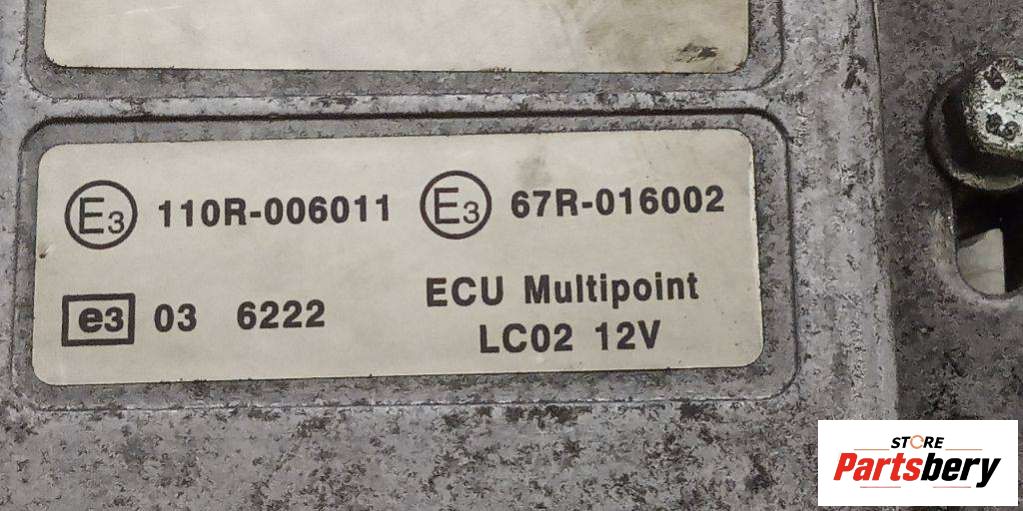 E3 110R-006011 E3 67R-016002
e3 03 6222
ECU Multipoint
LC02 12V
STORE
Partsbery